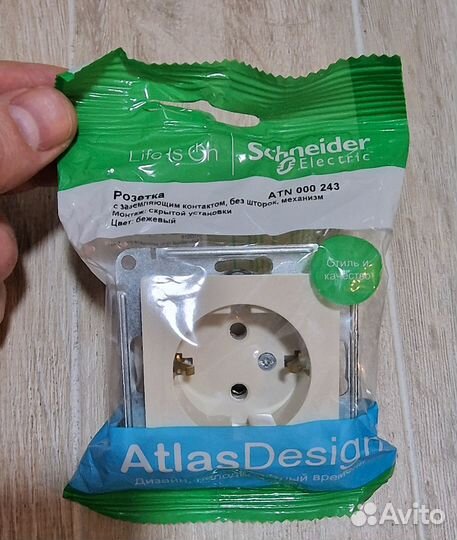 Life Is On | Schneider
Electric
Розетка
ATN 000 243
с заземляющим контактом, без шторок, механизм
Монтаж: скрытой установки
Цвет: бежевый
Стиль и
качество
AtlasDesign
Дизайн,
Avito